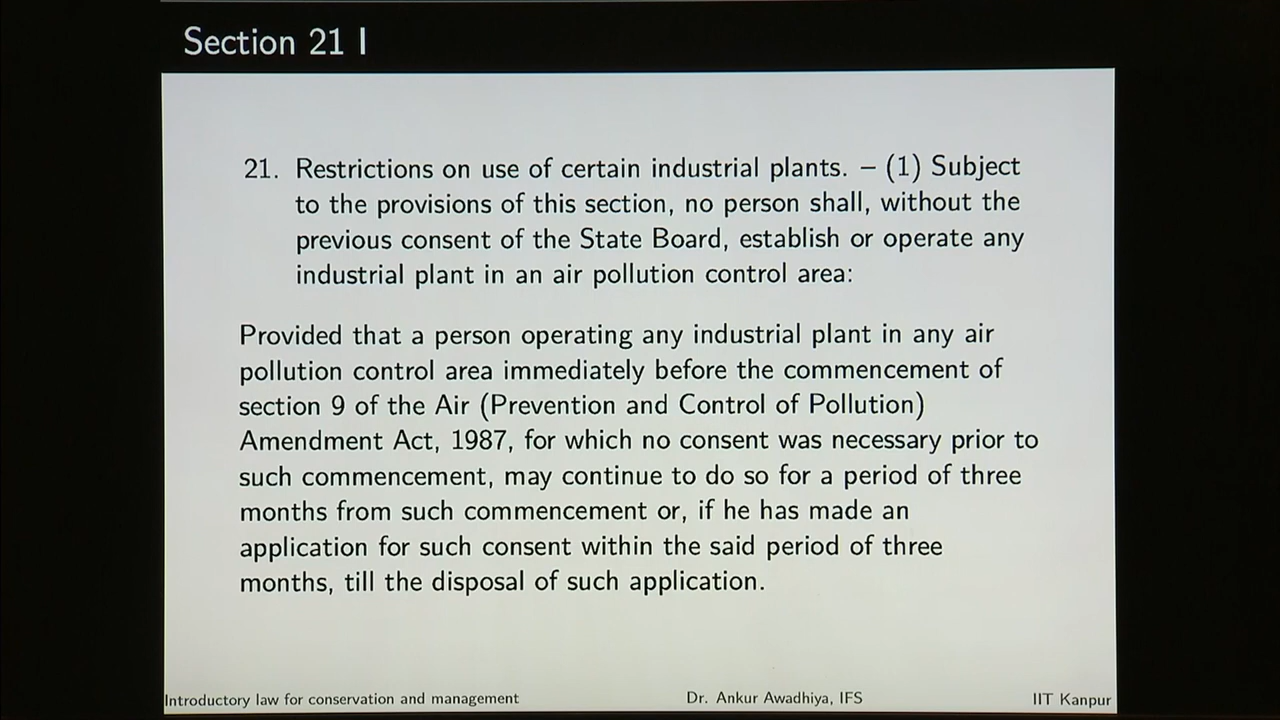 Section 21 I
21. Restrictions on use of certain industrial plants. – (1) Subject
to the provisions of this section, no person shall, without the
previous consent of the State Board, establish or operate any
industrial plant in an air pollution control area:
Provided that a person operating any industrial plant in any air
pollution control area immediately before the commencement of
section 9 of the Air (Prevention and Control of Pollution)
Amendment Act, 1987, for which no consent was necessary prior to
such commencement, may continue to do so for a period of three
months from such commencement or, if he has made an
application for such consent within the said period of three
months, till the disposal of such application.
Introductory law for conservation and management Dr. Ankur Awadhiya, IFS IIT Kanpur